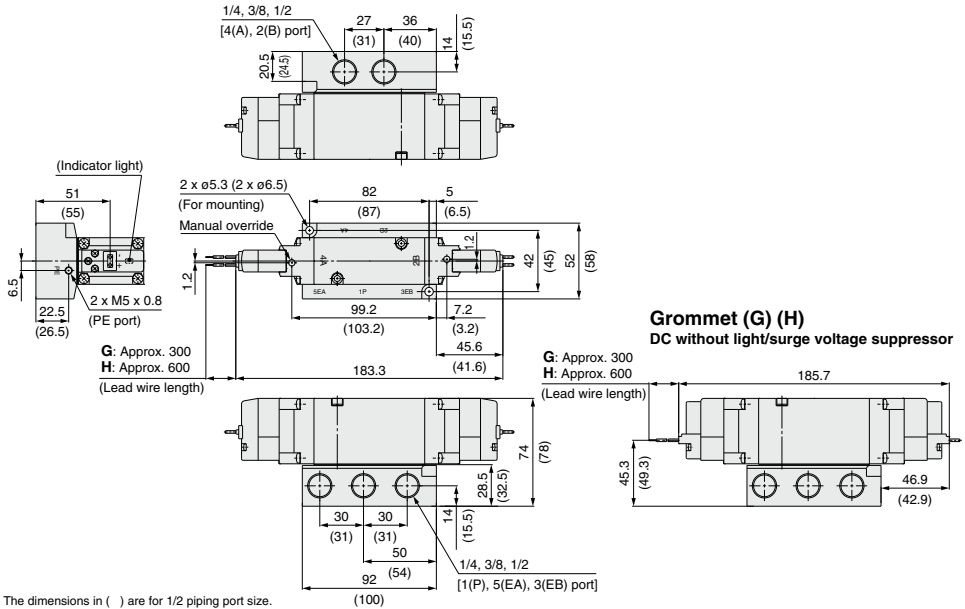 1/4, 3/8, 1/2
[4(A), 2(B) port]
27
(31)
36
(40)
14
(15.5)
20.5
(24.5)
(Indicator light)
51
(55)
6.5
PE
- +
22.5
(26.5)
2 x M5 x 0.8
(PE port)
2 x ø5.3 (2 x ø6.5)
(For mounting)
Manual override
82
(87)
5
(6.5)
1.2
4A
2B
4A
2B
5EA
1P
3EB
1.2
42
(45)
52
(58)
99.2
(103.2)
7.2
(3.2)
45.6
(41.6)
G: Approx. 300
H: Approx. 600
(Lead wire length)
183.3
Grommet (G) (H)
DC without light/surge voltage suppressor
G: Approx. 300
H: Approx. 600
(Lead wire length)
185.7
45.3
(49.3)
46.9
(42.9)
74
(78)
28.5
(32.5)
14
(15.5)
30
(31)
30
(31)
50
(54)
92
(100)
1/4, 3/8, 1/2
[1(P), 5(EA), 3(EB) port]
The dimensions in ( ) are for 1/2 piping port size.